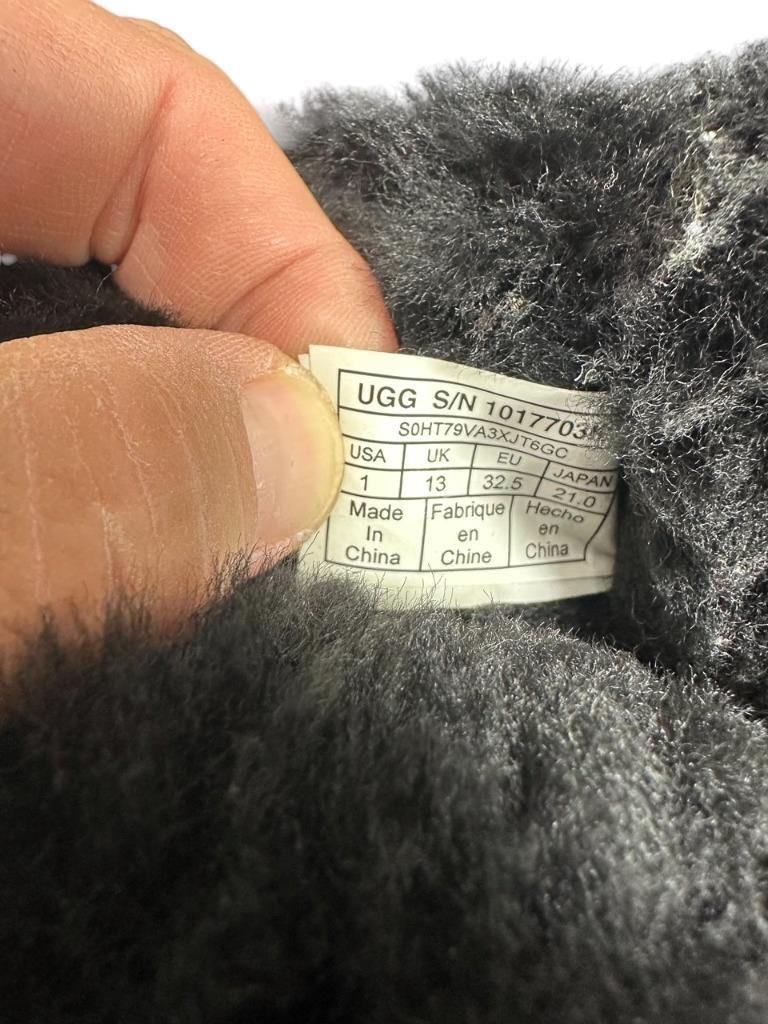 UGG S/N 1017703
S0HT79VA3XJT6GC
USA UK EU JAPAN
1 13 32.5 21.0
Made Fabrique Hecho
In en en
China Chine China